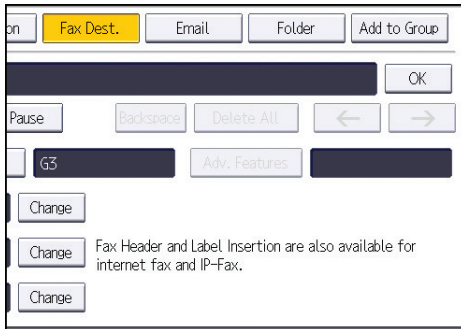 on Fax Dest. Email Folder Add to Group
OK
Pause Backspace Delete All ← →
G3 Adv. Features
Change
Change Fax Header and Label Insertion are also available for
internet fax and IP-Fax.
Change